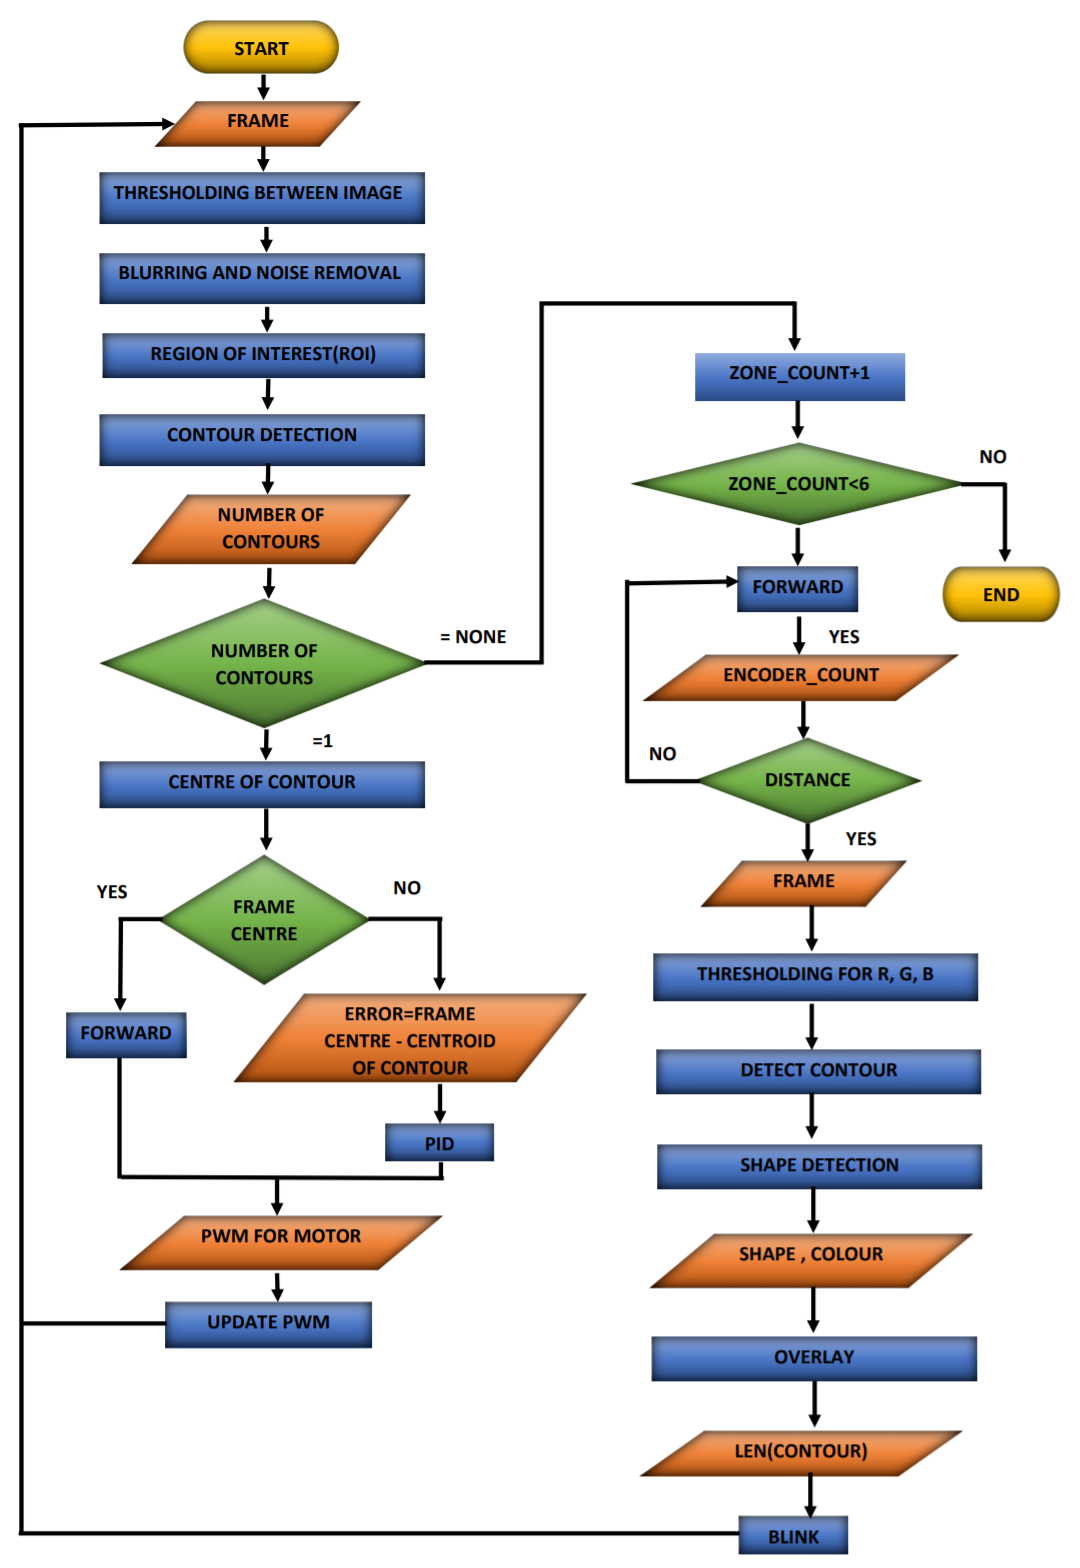 START
FRAME
THRESHOLDING BETWEEN IMAGE
BLURRING AND NOISE REMOVAL
REGION OF INTEREST(ROI)
CONTOUR DETECTION
NUMBER OF
CONTOURS
NUMBER OF
CONTOURS
= NONE
=1
CENTRE OF CONTOUR
FRAME
CENTRE
YES
NO
FORWARD
ERROR=FRAME
CENTRE - CENTROID
OF CONTOUR
PID
PWM FOR MOTOR
UPDATE PWM
ZONE_COUNT+1
ZONE_COUNT<6
NO
END
FORWARD
YES
ENCODER_COUNT
NO
DISTANCE
YES
FRAME
THRESHOLDING FOR R, G, B
DETECT CONTOUR
SHAPE DETECTION
SHAPE , COLOUR
OVERLAY
LEN(CONTOUR)
BLINK